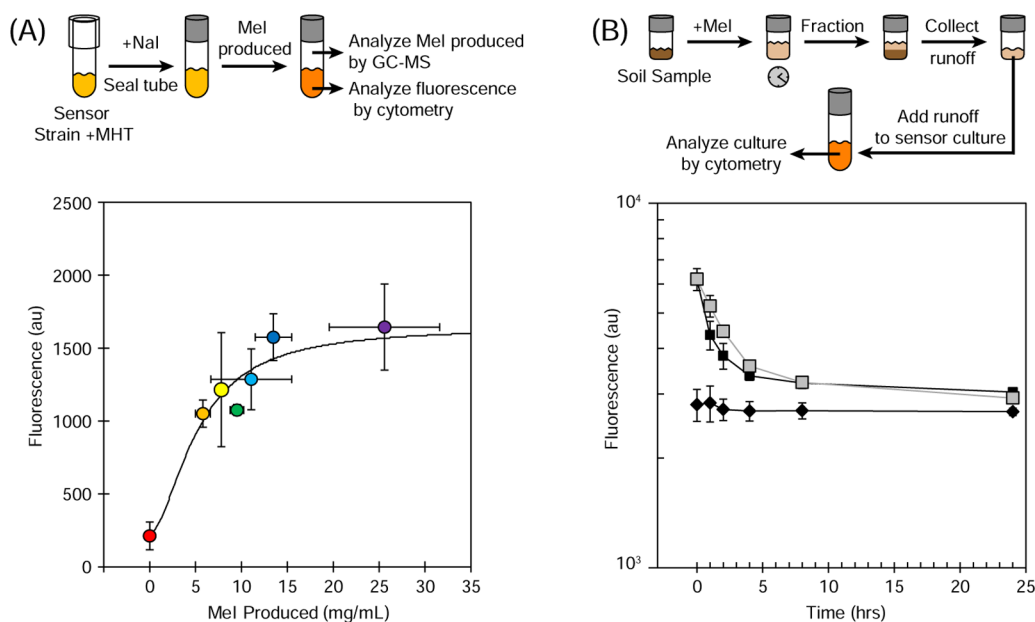 (A)
+NaI
Seal tube
MeI
produced
Analyze MeI produced
by GC-MS
Analyze fluorescence
by cytometry
Sensor
Strain +MHT
2500
2000
1500
1000
500
0
Fluorescence (au)
0 5 10 15 20 25 30 35
MeI Produced (mg/mL)
(B)
+MeI
Fraction
Collect
runoff
Soil Sample
Add runoff
to sensor culture
Analyze culture
by cytometry
10⁴
10³
Fluorescence (au)
0 5 10 15 20 25
Time (hrs)